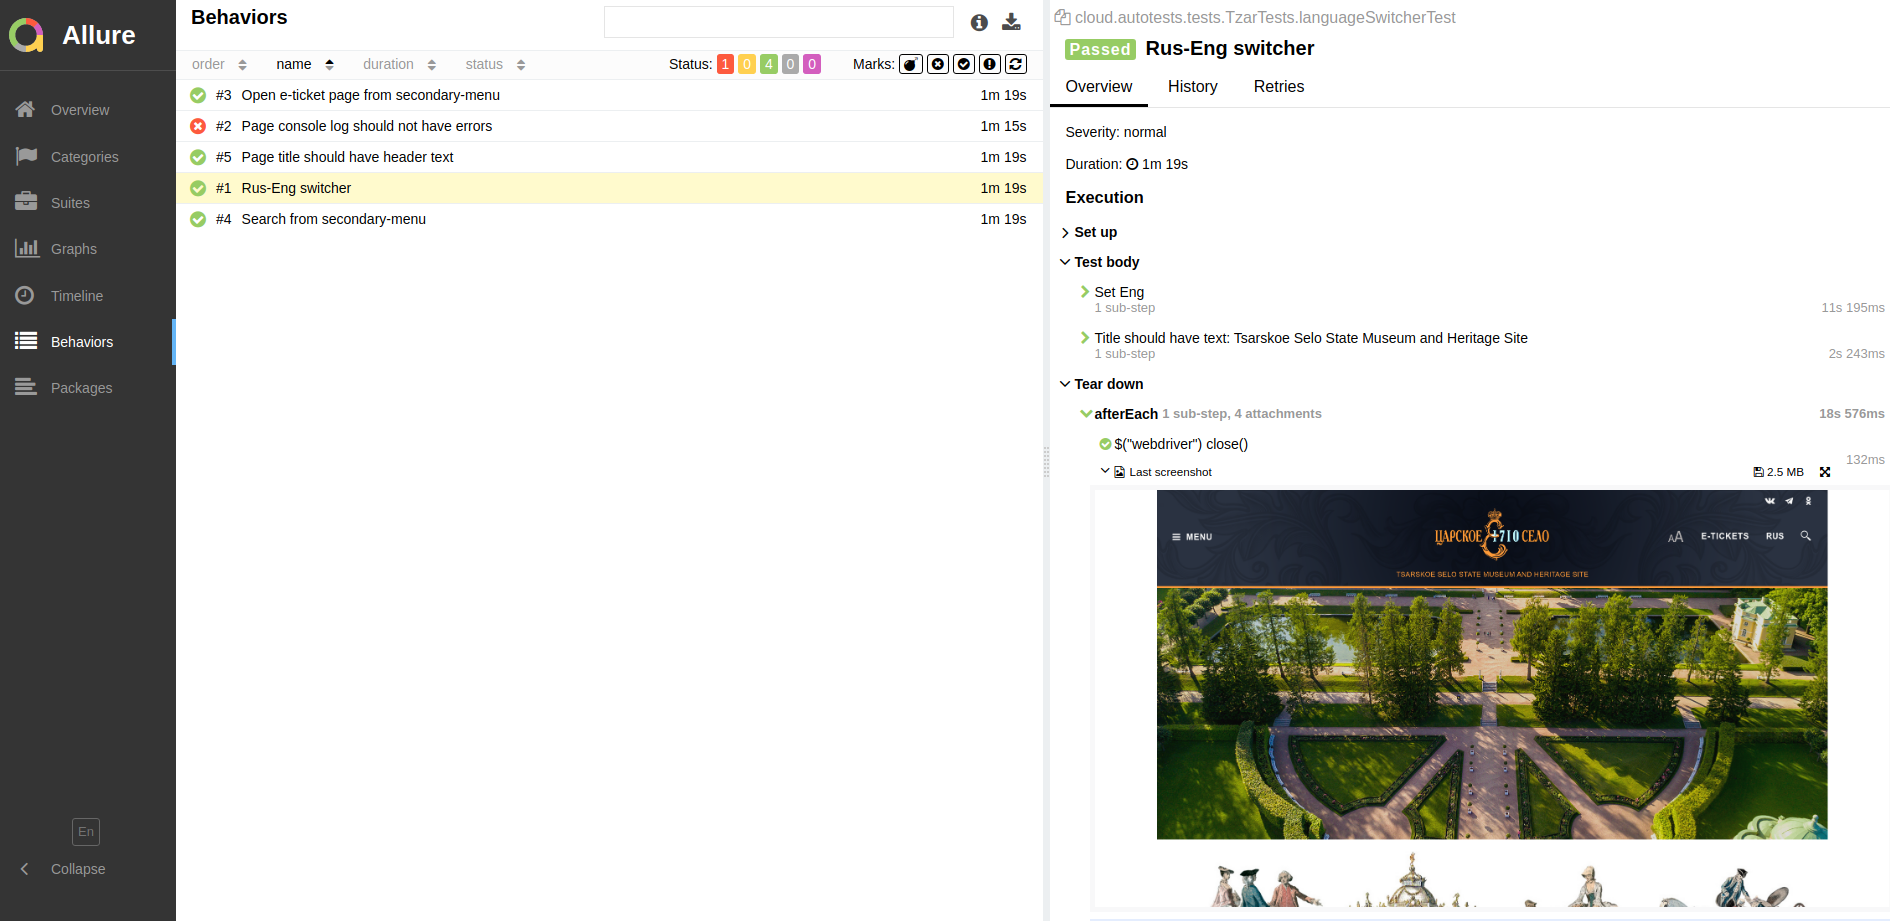 Allure
Overview
Categories
Suites
Graphs
Timeline
Behaviors
Packages
En
Collapse
Behaviors
order name duration status Status: 1 0 4 0 0 Marks:
#3 Open e-ticket page from secondary-menu 1m 19s
#2 Page console log should not have errors 1m 15s
#5 Page title should have header text 1m 19s
#1 Rus-Eng switcher 1m 19s
#4 Search from secondary-menu 1m 19s
cloud.autotests.tests.TzarTests.languageSwitcherTest
Passed Rus-Eng switcher
Overview History Retries
Severity: normal
Duration: 1m 19s
Execution
Set up
Test body
Set Eng
1 sub-step 11s 195ms
Title should have text: Tsarskoe Selo State Museum and Heritage Site
1 sub-step 2s 243ms
Tear down
afterEach 1 sub-step, 4 attachments 18s 576ms
$("webdriver") close()
132ms
Last screenshot 2.5 MB
MENU ЦАРСКОЕ +710 СЕЛО AA E-TICKETS RUS
TSARSKOE SELO STATE MUSEUM AND HERITAGE SITE